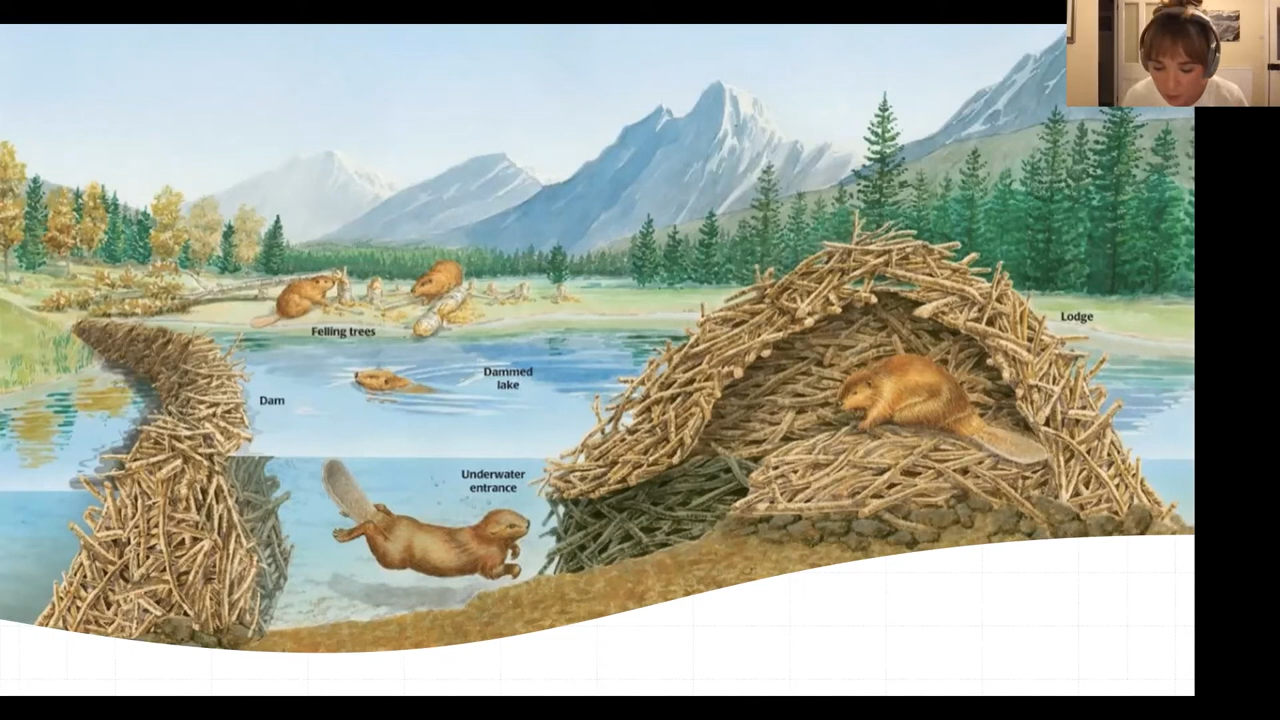 Felling trees
Lodge
Dammed
lake
Dam
Underwater
entrance